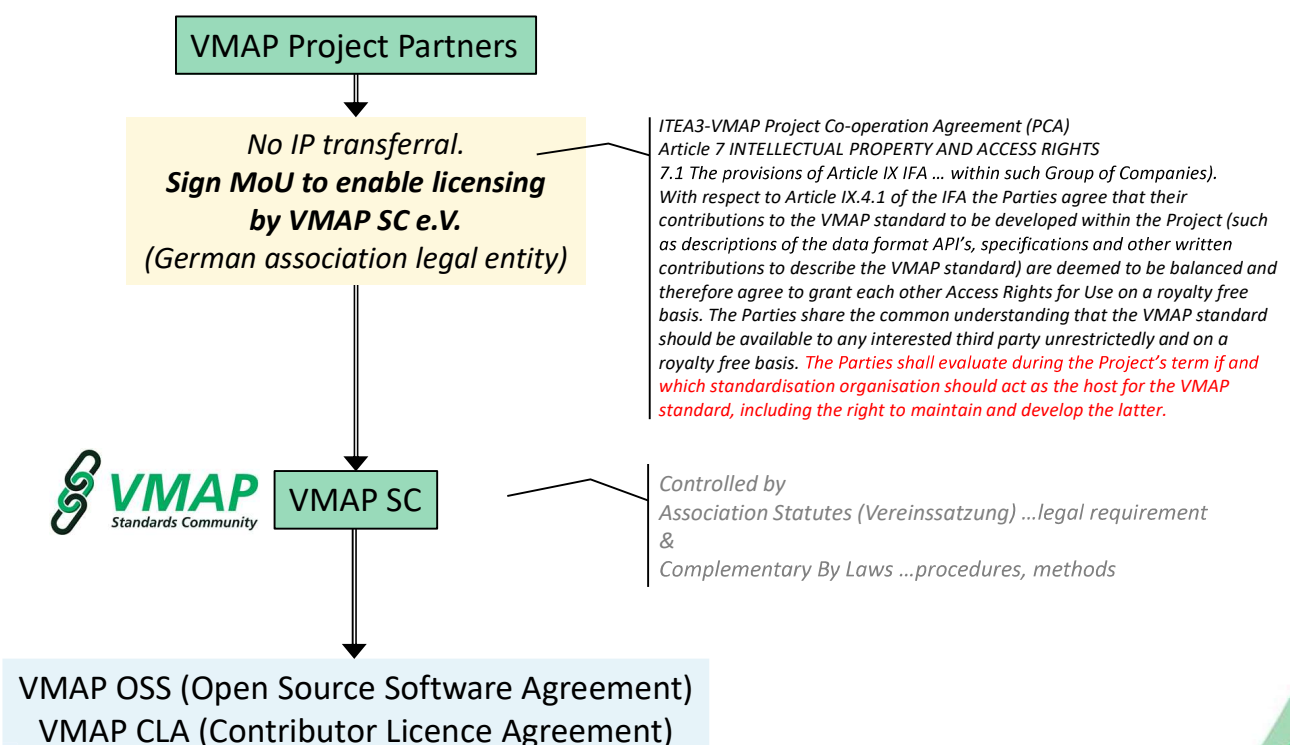 VMAP Project Partners
No IP transferral.
Sign MoU to enable licensing
by VMAP SC e.V.
(German association legal entity)
ITEA3-VMAP Project Co-operation Agreement (PCA)
Article 7 INTELLECTUAL PROPERTY AND ACCESS RIGHTS
7.1 The provisions of Article IX IFA … within such Group of Companies).
With respect to Article IX.4.1 of the IFA the Parties agree that their
contributions to the VMAP standard to be developed within the Project (such
as descriptions of the data format API's, specifications and other written
contributions to describe the VMAP standard) are deemed to be balanced and
therefore agree to grant each other Access Rights for Use on a royalty free
basis. The Parties share the common understanding that the VMAP standard
should be available to any interested third party unrestrictedly and on a
royalty free basis. The Parties shall evaluate during the Project's term if and
which standardisation organisation should act as the host for the VMAP
standard, including the right to maintain and develop the latter.
VMAP
Standards Community
VMAP SC
Controlled by
Association Statutes (Vereinssatzung) …legal requirement
&
Complementary By Laws …procedures, methods
VMAP OSS (Open Source Software Agreement)
VMAP CLA (Contributor Licence Agreement)